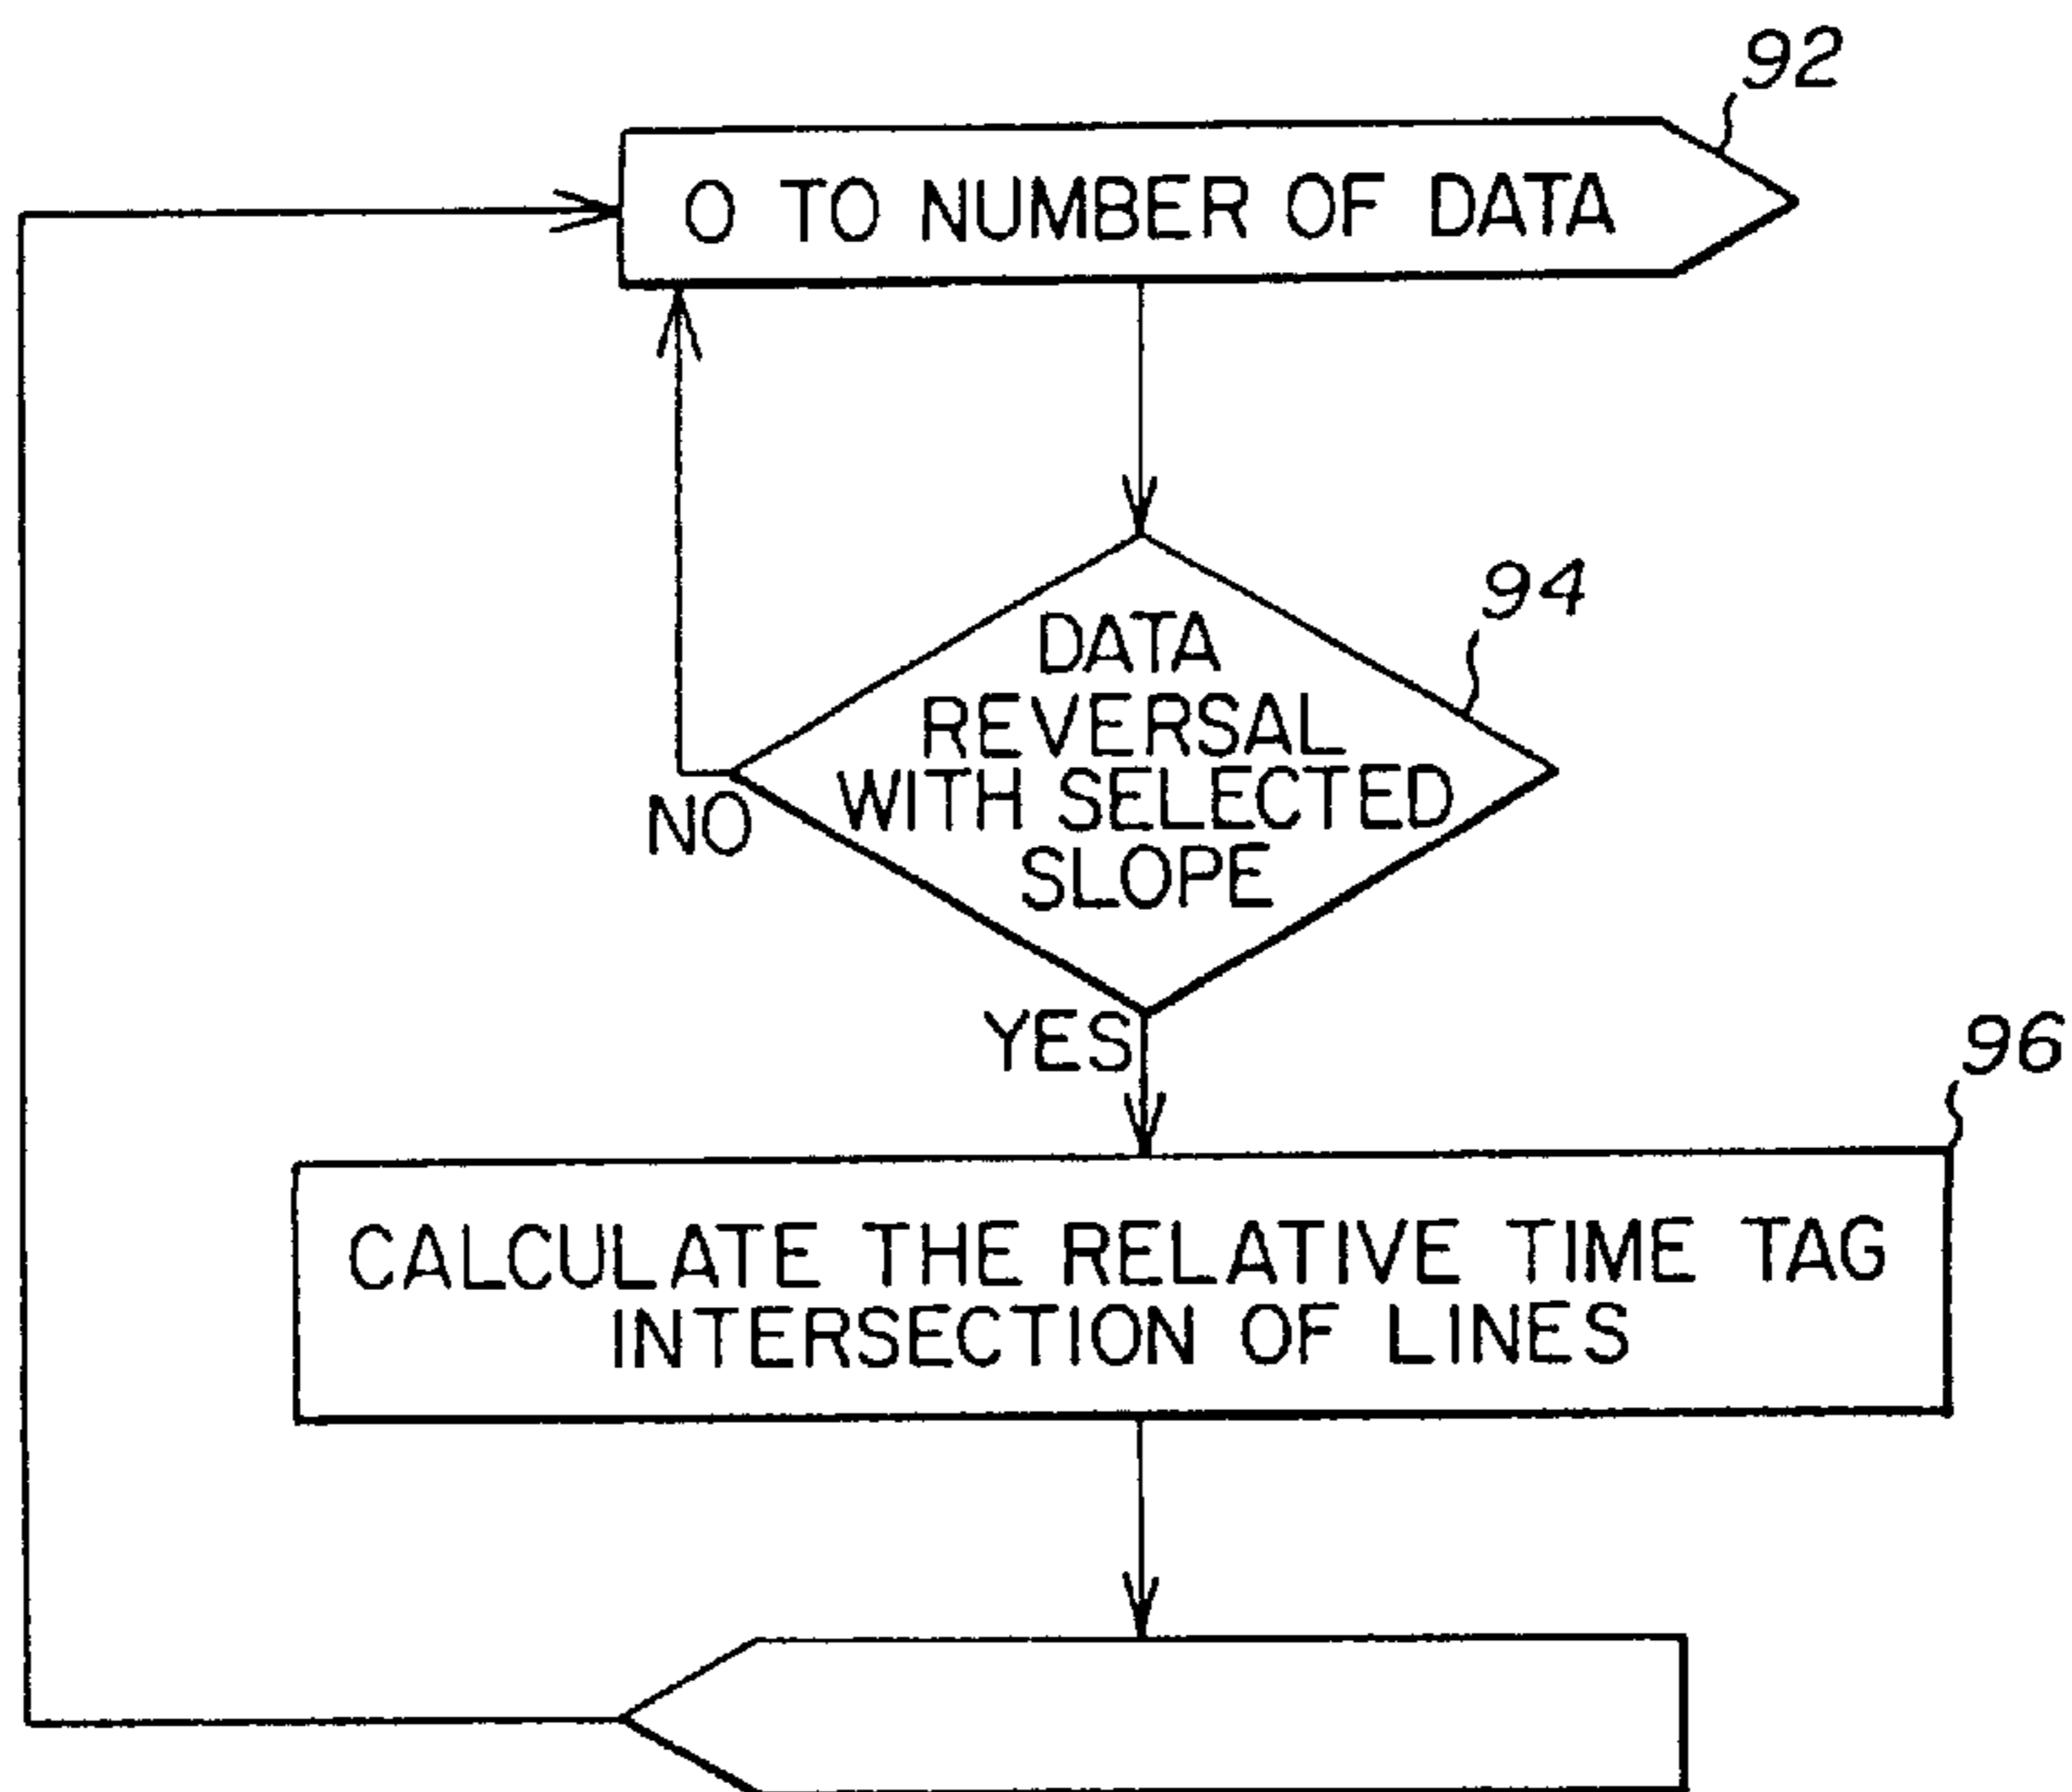 92
0 TO NUMBER OF DATA
94
DATA
REVERSAL
WITH SELECTED
SLOPE
NO
YES
96
CALCULATE THE RELATIVE TIME TAG
INTERSECTION OF LINES